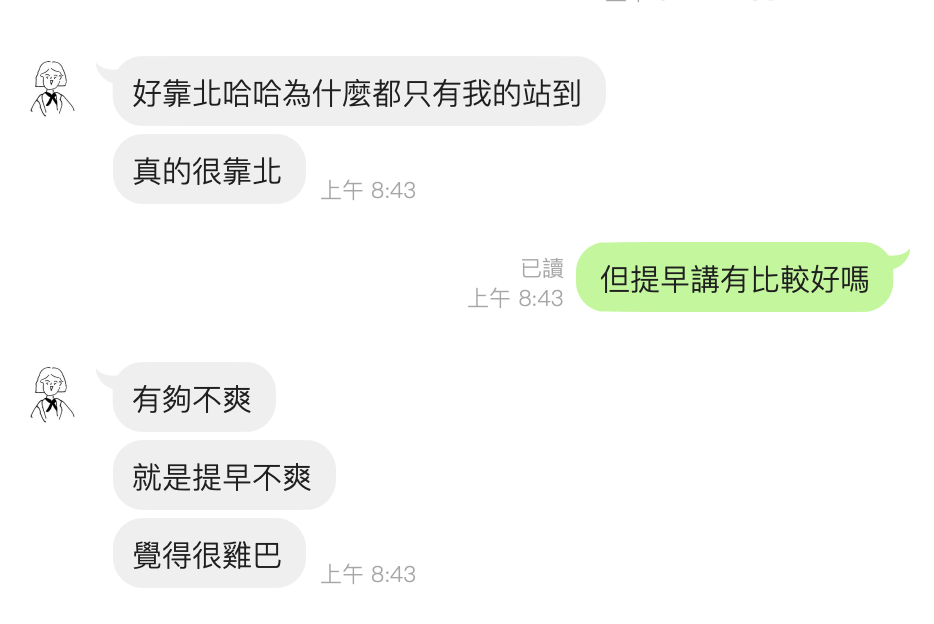 好靠北哈哈為什麼都只有我的站到
真的很靠北
上午 8:43
已讀
上午 8:43
但提早講有比較好嗎
有夠不爽
就是提早不爽
覺得很雞巴
上午 8:43